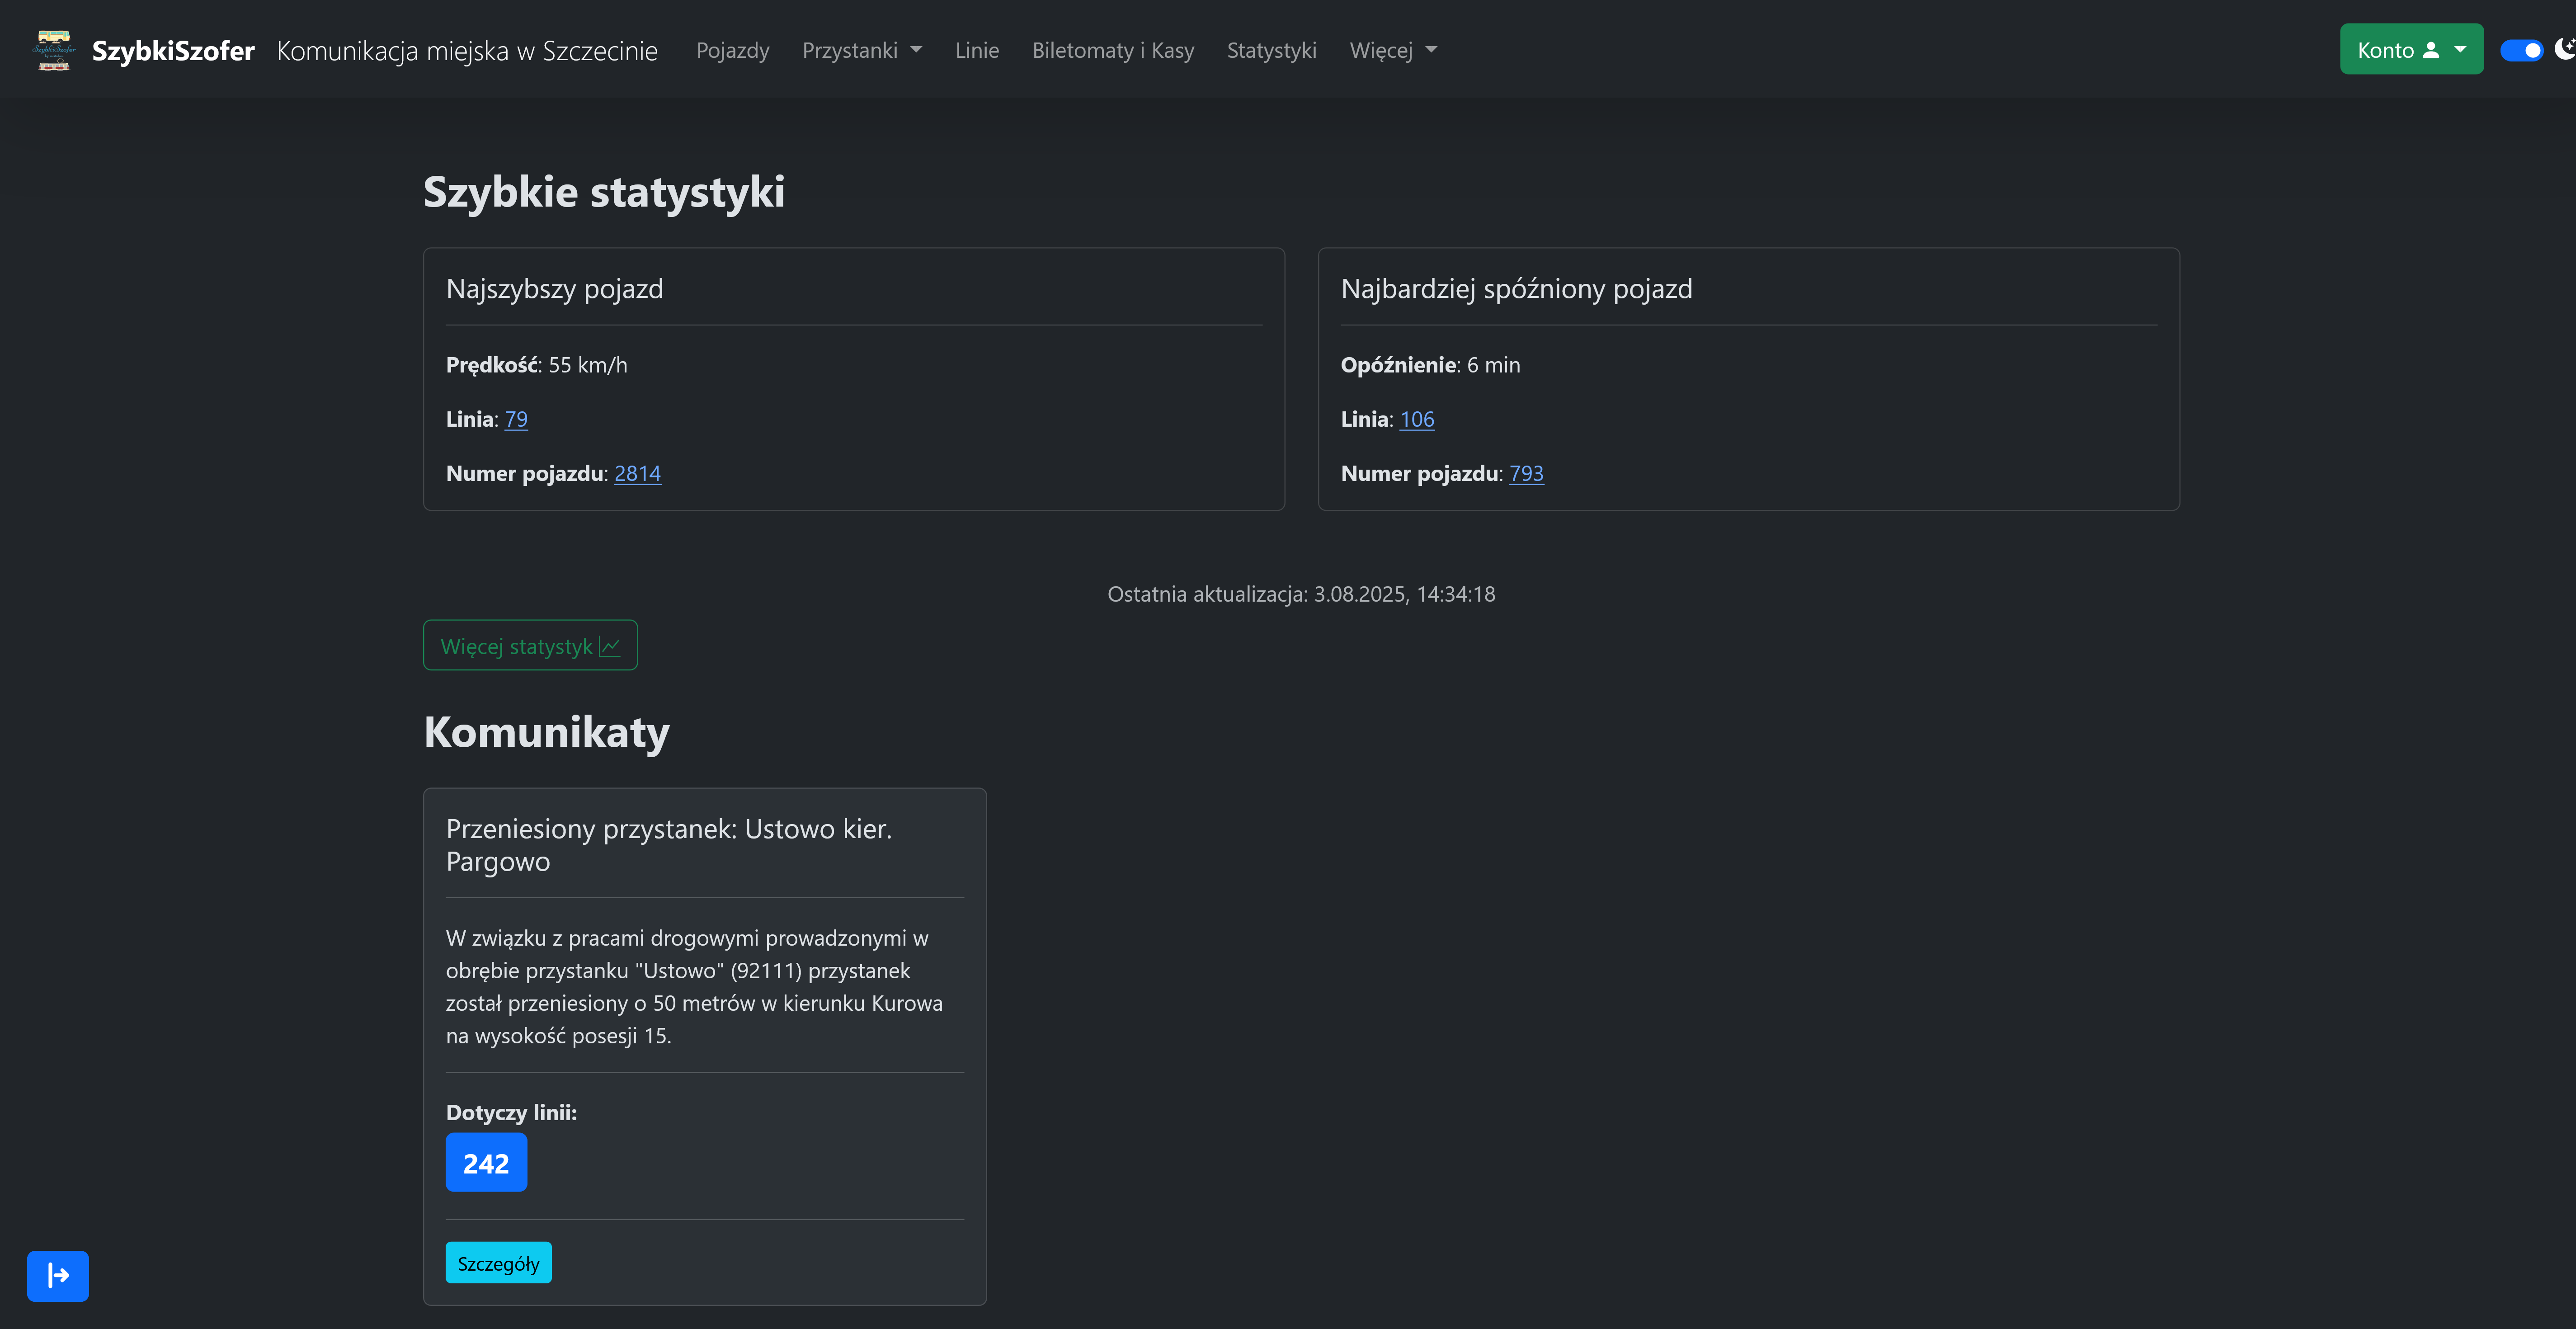 SzybkiSzofer
SzybkiSzofer Komunikacja miejska w Szczecinie Pojazdy Przystanki Linie Biletomaty i Kasy Statystyki Więcej Konto
Szybkie statystyki
Najszybszy pojazd
Prędkość: 55 km/h
Linia: 79
Numer pojazdu: 2814
Najbardziej spóźniony pojazd
Opóźnienie: 6 min
Linia: 106
Numer pojazdu: 793
Ostatnia aktualizacja: 3.08.2025, 14:34:18
Więcej statystyk
Komunikaty
Przeniesiony przystanek: Ustowo kier.
Pargowo
W związku z pracami drogowymi prowadzonymi w
obrębie przystanku "Ustowo" (92111) przystanek
został przeniesiony o 50 metrów w kierunku Kurowa
na wysokość posesji 15.
Dotyczy linii:
242
Szczegóły